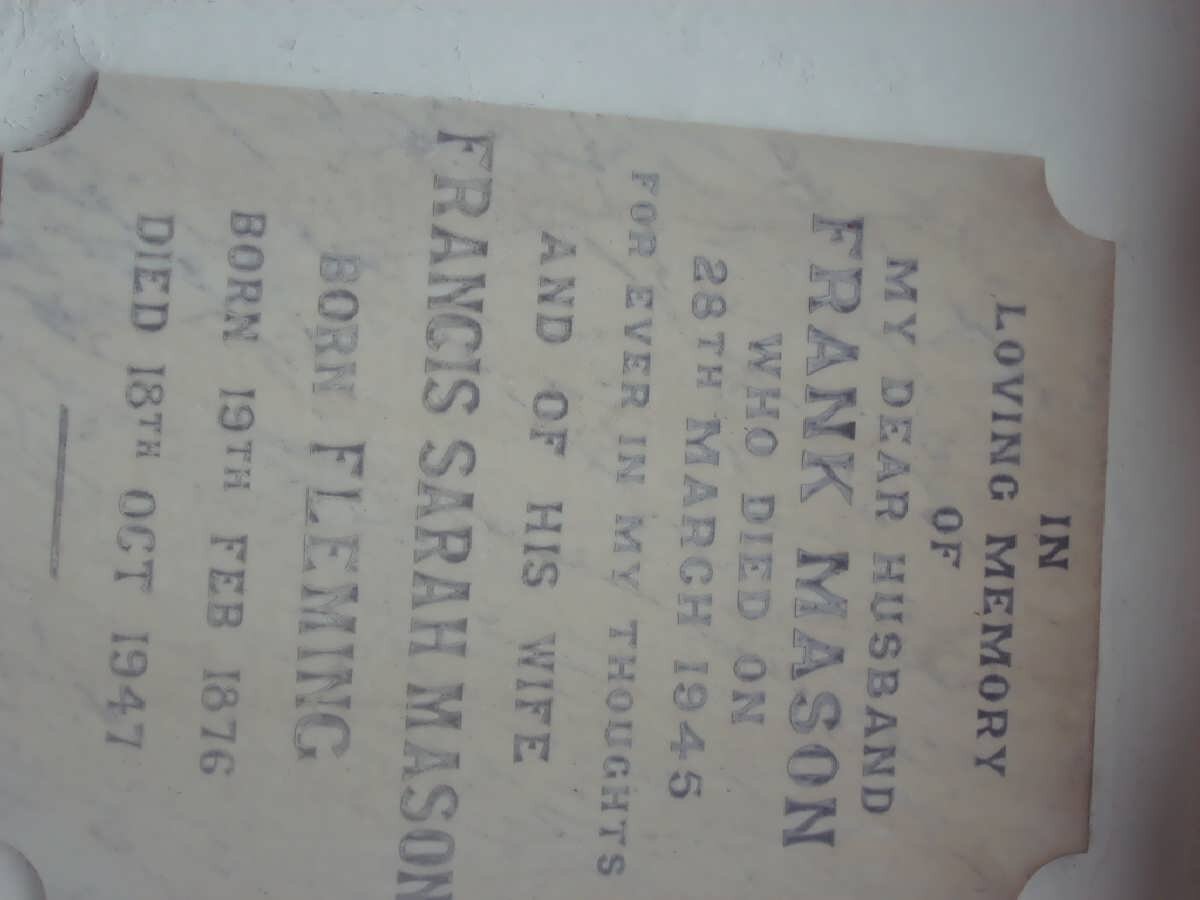 IN
LOVING MEMORY
OF
MY DEAR HUSBAND
FRANK MASON
WHO DIED ON
28TH MARCH 1945
FOR EVER IN MY THOUGHTS
AND OF HIS WIFE
FRANCIS SARAH MASON
BORN FLEMING
BORN 19TH FEB 1876
DIED 18TH OCT 1947